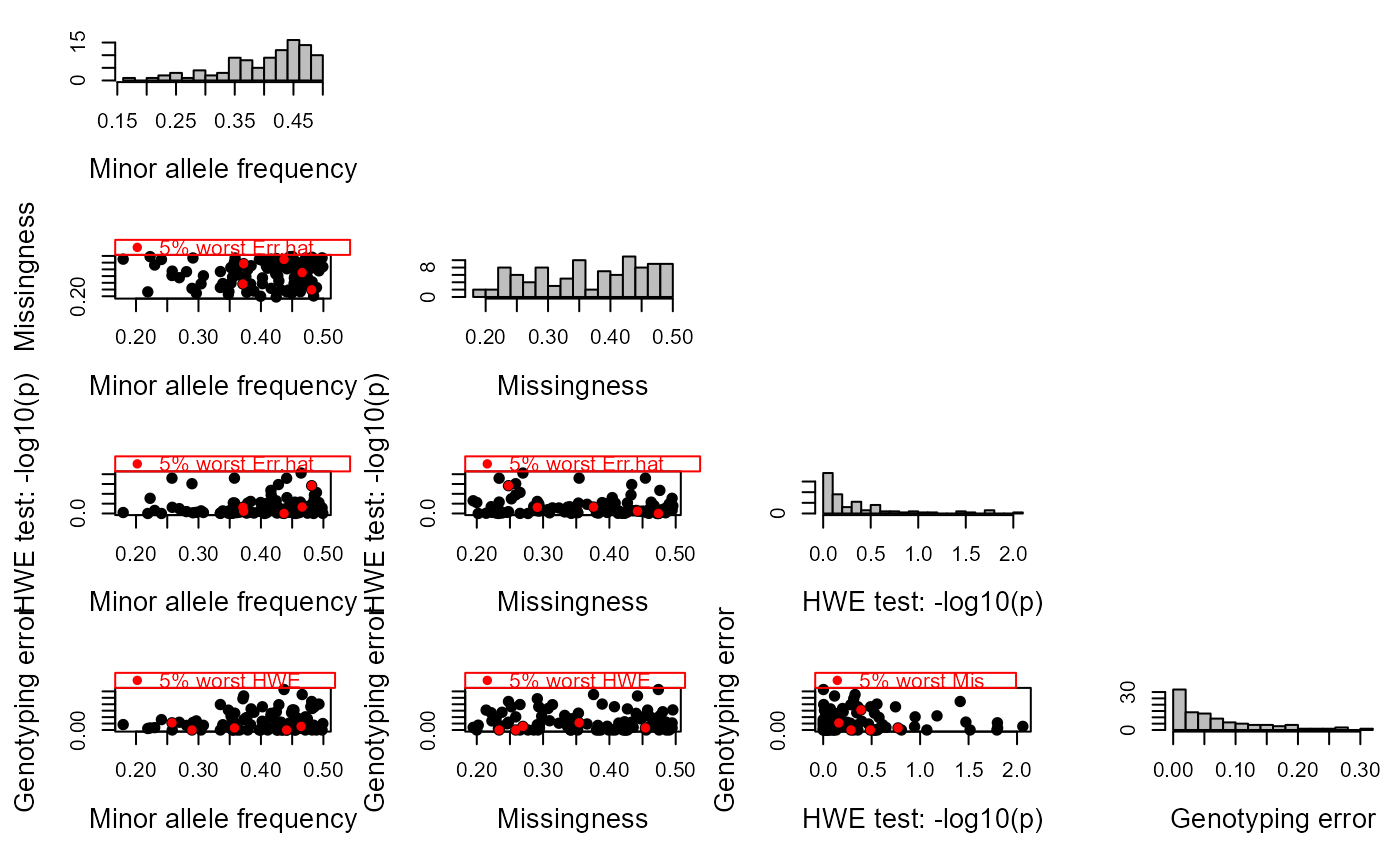 15
0
0.15 0.25 0.35 0.45
Minor allele frequency
Missingness
5% worst Err.hat
0.20
0.20 0.30 0.40 0.50
Minor allele frequency
8
0
0.20 0.30 0.40 0.50
Missingness
HWE test: -log10(p)
5% worst Err.hat
0.0
0.20 0.30 0.40 0.50
Minor allele frequency
HWE test: -log10(p)
5% worst Err.hat
0.0
0.20 0.30 0.40 0.50
Missingness
0
0.0 0.5 1.0 1.5 2.0
HWE test: -log10(p)
Genotyping error
5% worst HWE
0.00
0.20 0.30 0.40 0.50
Minor allele frequency
Genotyping error
5% worst HWE
0.00
0.20 0.30 0.40 0.50
Missingness
Genotyping error
5% worst Mis
0.00
0.0 0.5 1.0 1.5 2.0
HWE test: -log10(p)
30
0
0.00 0.10 0.20 0.30
Genotyping error